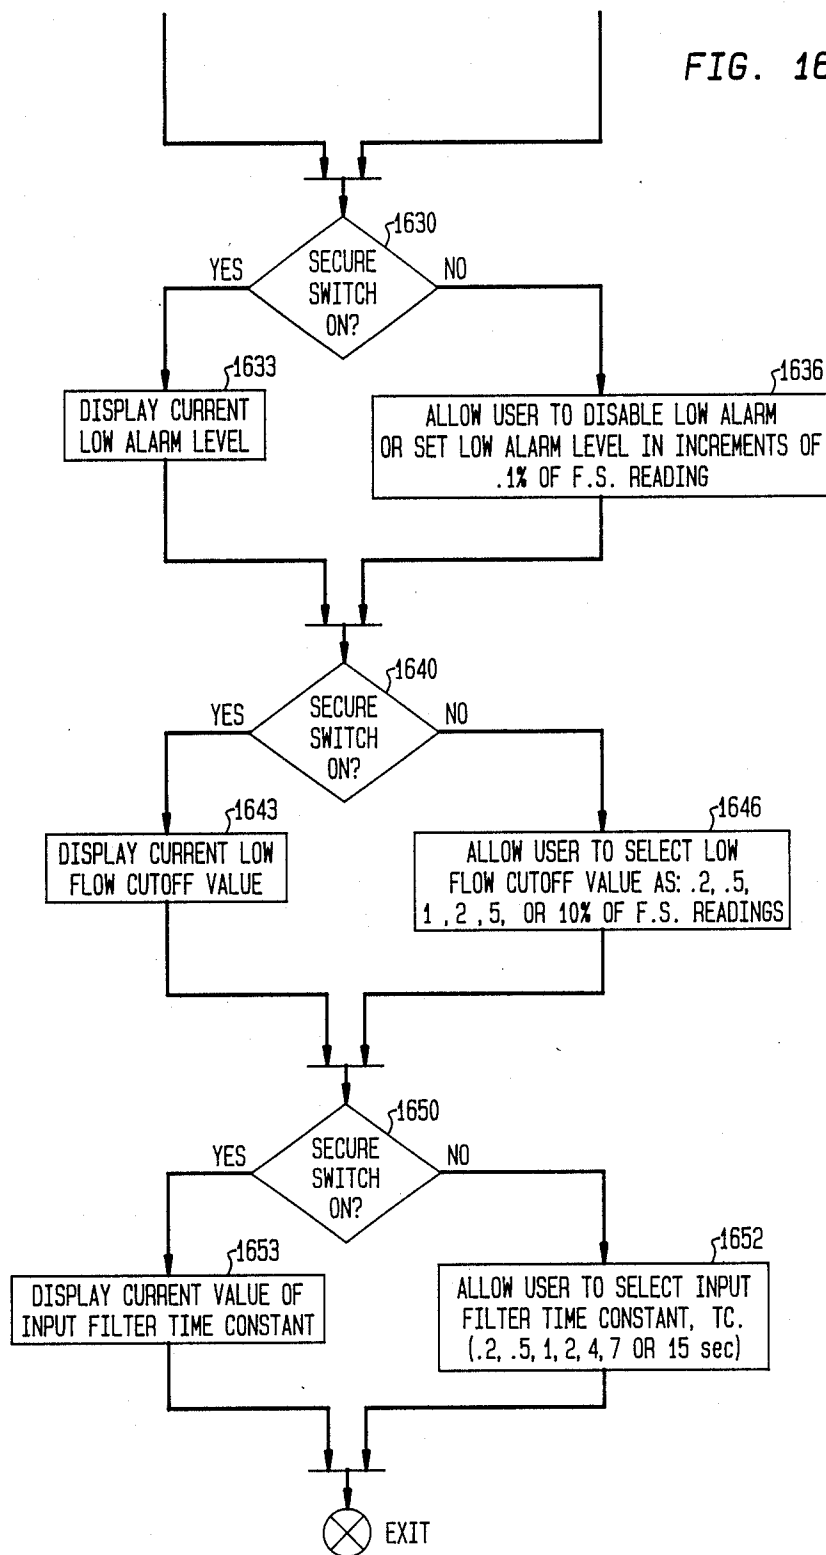 FIG. 16
1630
YES
SECURE
SWITCH
ON?
NO
1633
DISPLAY CURRENT
LOW ALARM LEVEL
1636
ALLOW USER TO DISABLE LOW ALARM
OR SET LOW ALARM LEVEL IN INCREMENTS OF
.1% OF F.S. READING
1640
YES
SECURE
SWITCH
ON?
NO
1643
DISPLAY CURRENT LOW
FLOW CUTOFF VALUE
1646
ALLOW USER TO SELECT LOW
FLOW CUTOFF VALUE AS: .2, .5,
1 , 2 , 5, OR 10% OF F.S. READINGS
1650
YES
SECURE
SWITCH
ON?
NO
1653
DISPLAY CURRENT VALUE OF
INPUT FILTER TIME CONSTANT
1652
ALLOW USER TO SELECT INPUT
FILTER TIME CONSTANT, TC.
(.2, .5, 1, 2, 4, 7 OR 15 sec)
EXIT